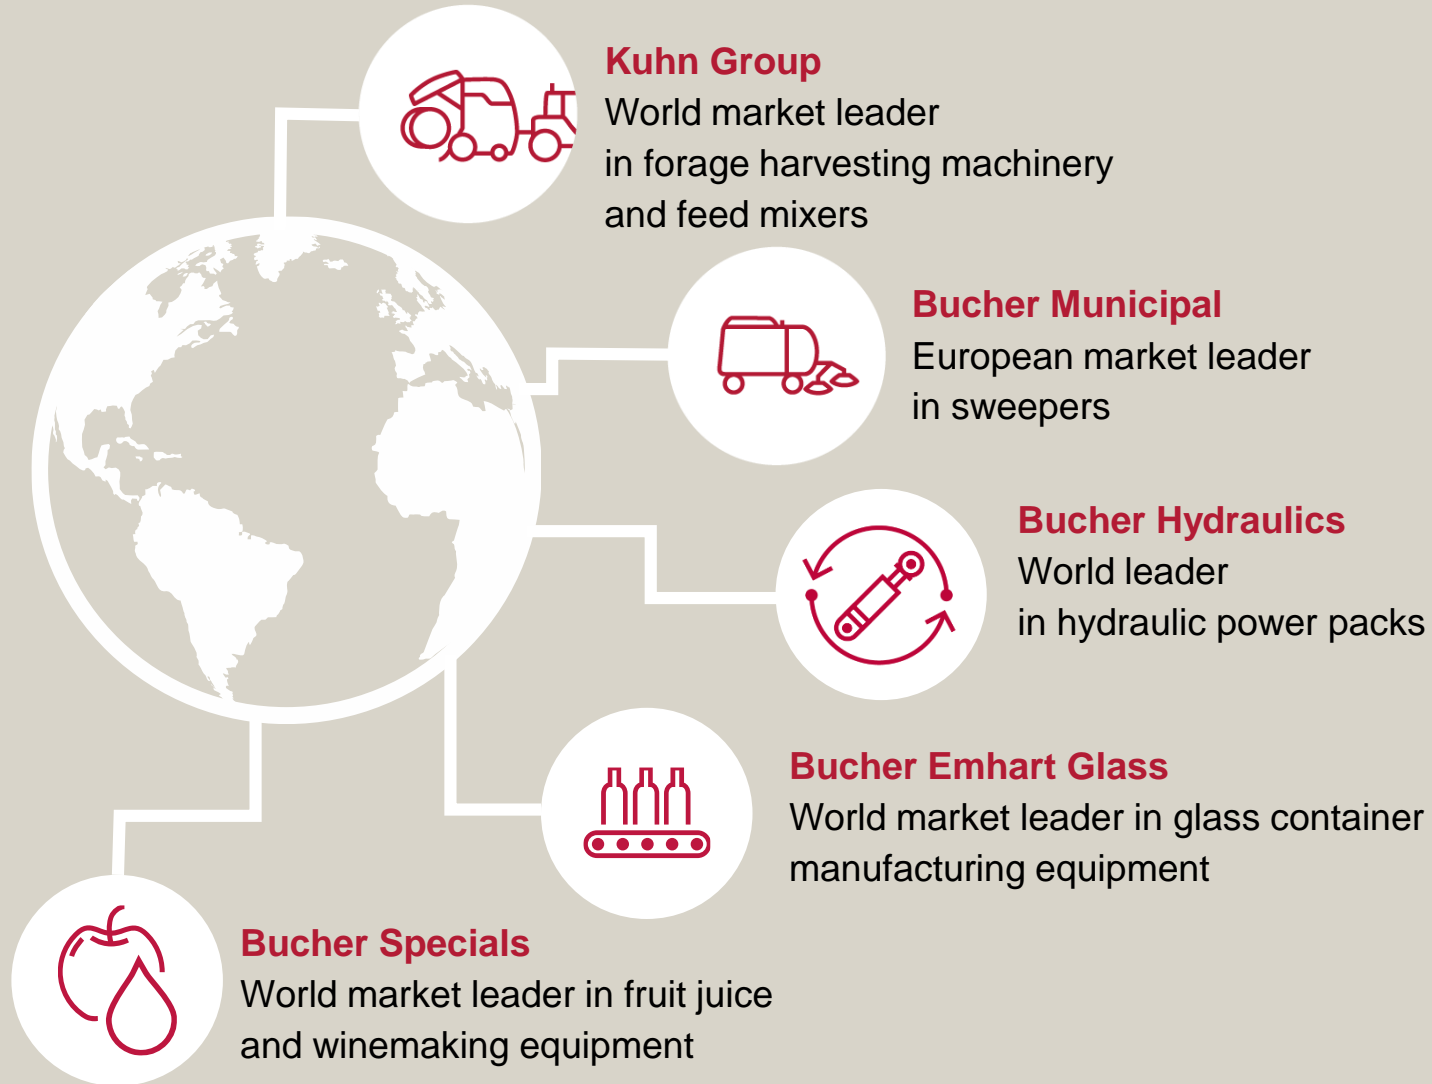 Kuhn Group
World market leader
in forage harvesting machinery
and feed mixers
Bucher Municipal
European market leader
in sweepers
Bucher Hydraulics
World leader
in hydraulic power packs
Bucher Emhart Glass
World market leader in glass container
manufacturing equipment
Bucher Specials
World market leader in fruit juice
and winemaking equipment